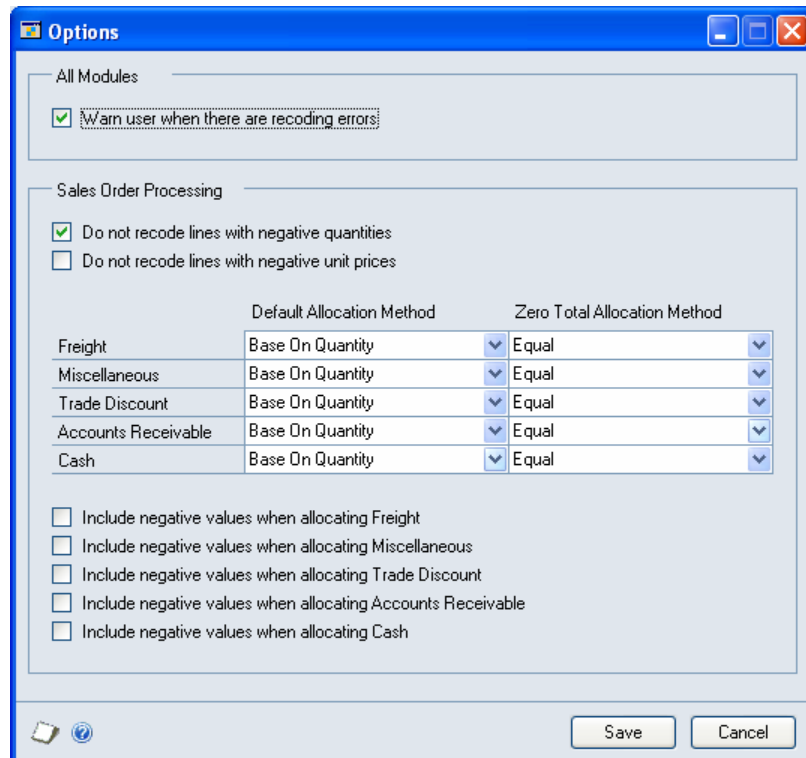 Options
All Modules
Warn user when there are recoding errors
Sales Order Processing
Do not recode lines with negative quantities
Do not recode lines with negative unit prices
Default Allocation Method Zero Total Allocation Method
Freight Base On Quantity Equal
Miscellaneous Base On Quantity Equal
Trade Discount Base On Quantity Equal
Accounts Receivable Base On Quantity Equal
Cash Base On Quantity Equal
Include negative values when allocating Freight
Include negative values when allocating Miscellaneous
Include negative values when allocating Trade Discount
Include negative values when allocating Accounts Receivable
Include negative values when allocating Cash
Save Cancel